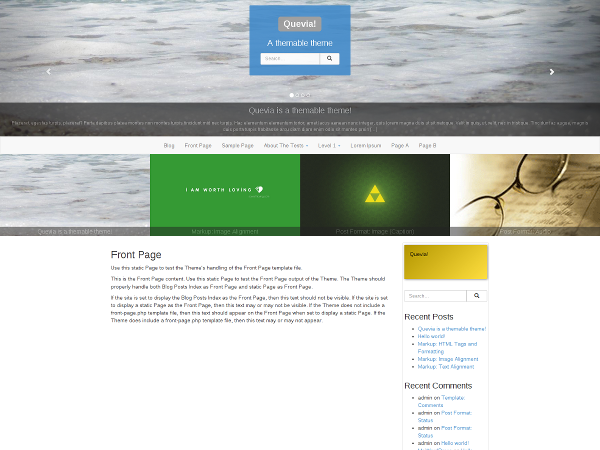 Quevia!
A themable theme
Search...
Quevia is a themable theme!
Blog Front Page Sample Page About The Tests Level 1 Lorem Ipsum Page A Page B
Quevia is a themable theme!
I AM WORTH LOVING
Markup: Image Alignment
Post Format: Image (Caption)
Post Format: Audio
Front Page
Use this static Page to test the Theme's handling of the Front Page template file.
This is the Front Page content. Use this static Page to test the Front Page output of the Theme. The Theme should
properly handle both Blog Posts Index as Front Page and static Page as Front Page.
If the site is set to display the Blog Posts Index as the Front Page, then this text should not be visible. If the site is set
to display a static Page as the Front Page, then this text may or may not be visible. If the Theme does not include a
front-page.php template file, then this text should appear on the Front Page when set to display a static Page. If the
Theme does include a front-page.php template file, then this text may or may not appear.
Quevia!
Search...
Recent Posts
Quevia is a themable theme!
Hello world!
Markup: HTML Tags and
Formatting
Markup: Image Alignment
Markup: Text Alignment
Recent Comments
admin on Template:
Comments
admin on Post Format:
Status
admin on Post Format:
Status
admin on Hello world!